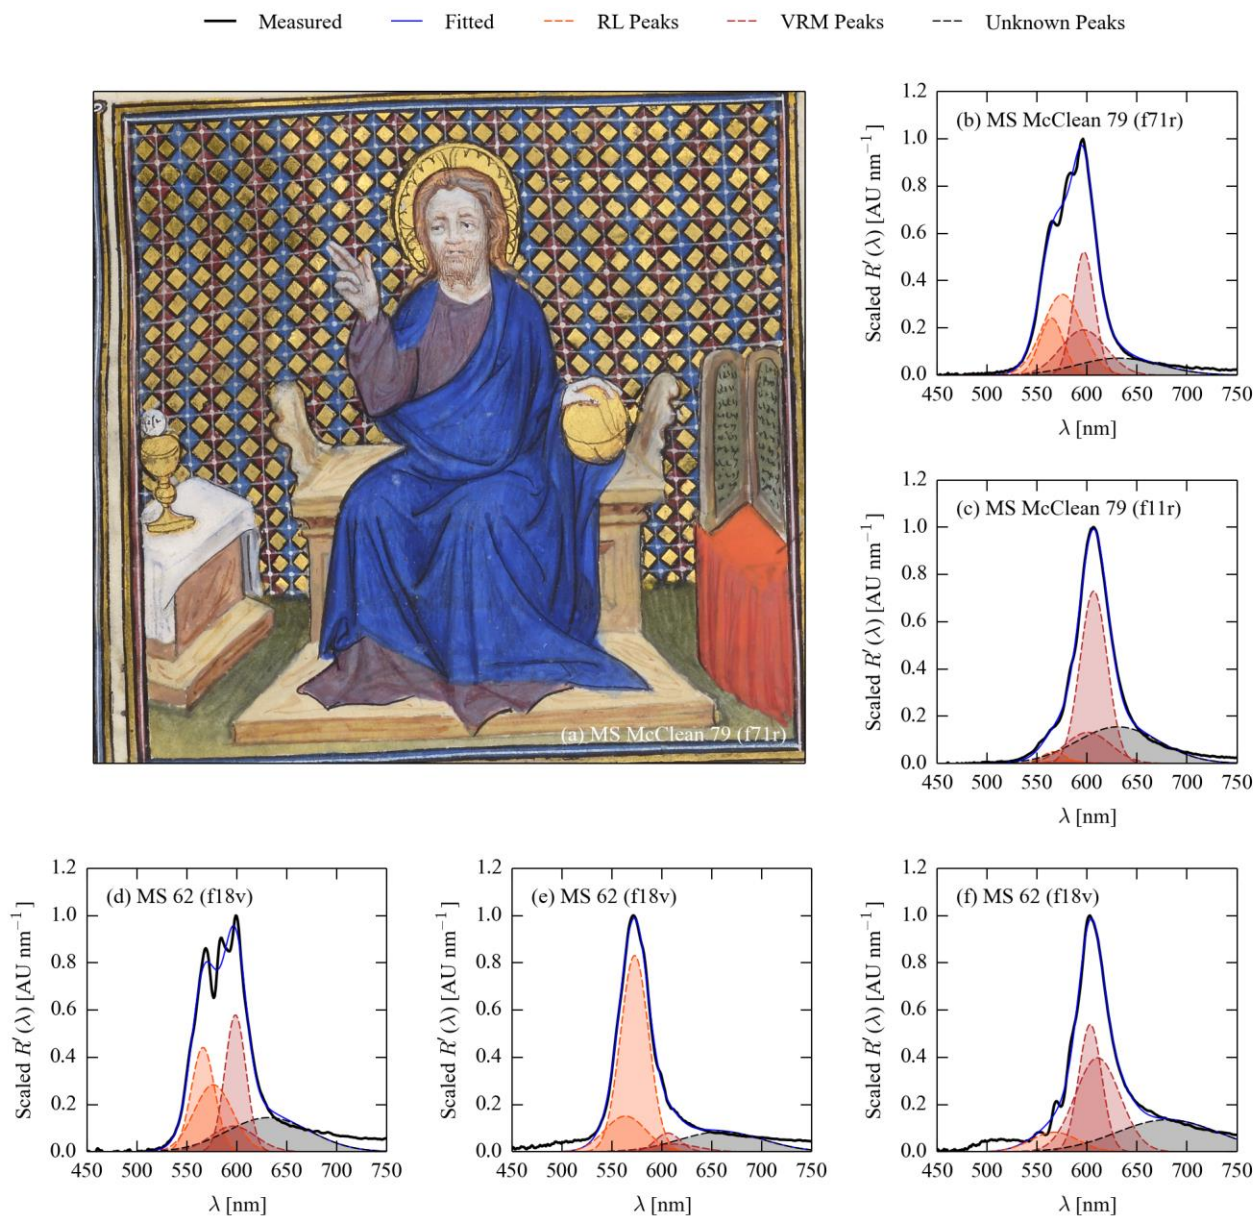 Measured Fitted RL Peaks VRM Peaks Unknown Peaks
(a) MS McClean 79 (f71r)
(b) MS McClean 79 (f71r)
Scaled R′(λ) [AU nm⁻¹]
1.2
1.0
0.8
0.6
0.4
0.2
0.0
450 500 550 600 650 700 750
λ [nm]
(c) MS McClean 79 (f11r)
Scaled R′(λ) [AU nm⁻¹]
1.2
1.0
0.8
0.6
0.4
0.2
0.0
450 500 550 600 650 700 750
λ [nm]
(d) MS 62 (f18v)
Scaled R′(λ) [AU nm⁻¹]
1.2
1.0
0.8
0.6
0.4
0.2
0.0
450 500 550 600 650 700 750
λ [nm]
(e) MS 62 (f18v)
Scaled R′(λ) [AU nm⁻¹]
1.2
1.0
0.8
0.6
0.4
0.2
0.0
450 500 550 600 650 700 750
λ [nm]
(f) MS 62 (f18v)
Scaled R′(λ) [AU nm⁻¹]
1.2
1.0
0.8
0.6
0.4
0.2
0.0
450 500 550 600 650 700 750
λ [nm]